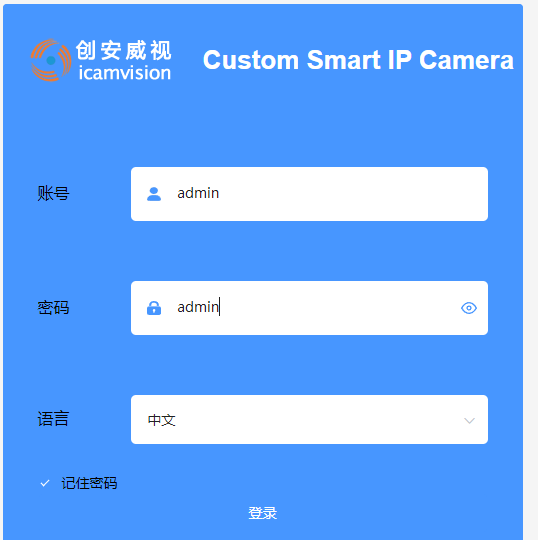 创安威视
icamvision
Custom Smart IP Camera
账号
admin
密码
admin
语言
中文
记住密码
登录